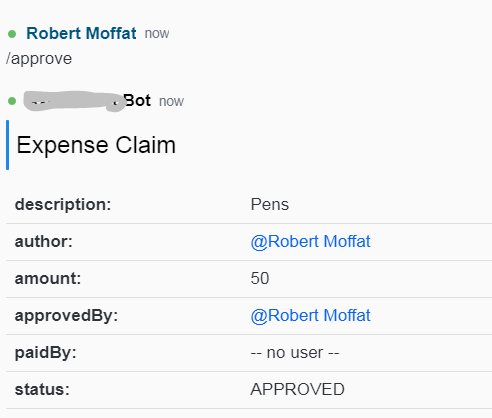 Robert Moffat now
/approve
Bot now
Expense Claim
description: Pens
author: @Robert Moffat
amount: 50
approvedBy: @Robert Moffat
paidBy: -- no user --
status: APPROVED